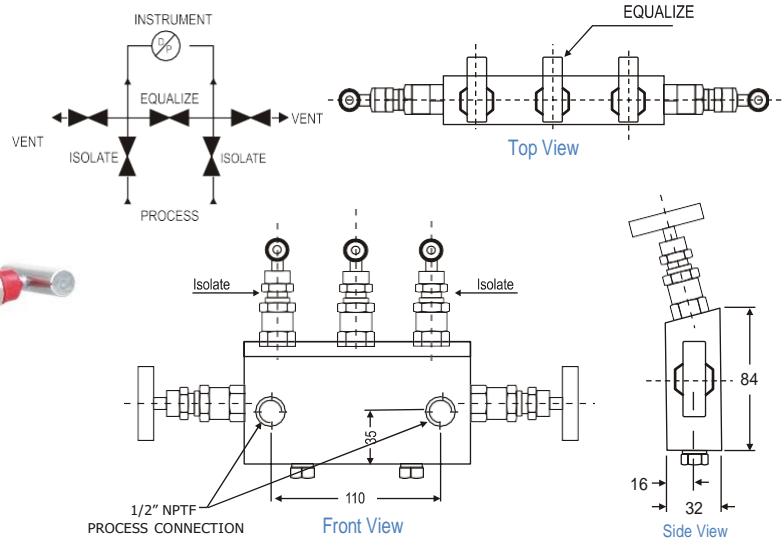 INSTRUMENT
D/P
EQUALIZE
VENT
VENT
ISOLATE
ISOLATE
PROCESS
EQUALIZE
Top View
Isolate
Isolate
35
110
1/2” NPTF
PROCESS CONNECTION
Front View
84
16
32
Side View